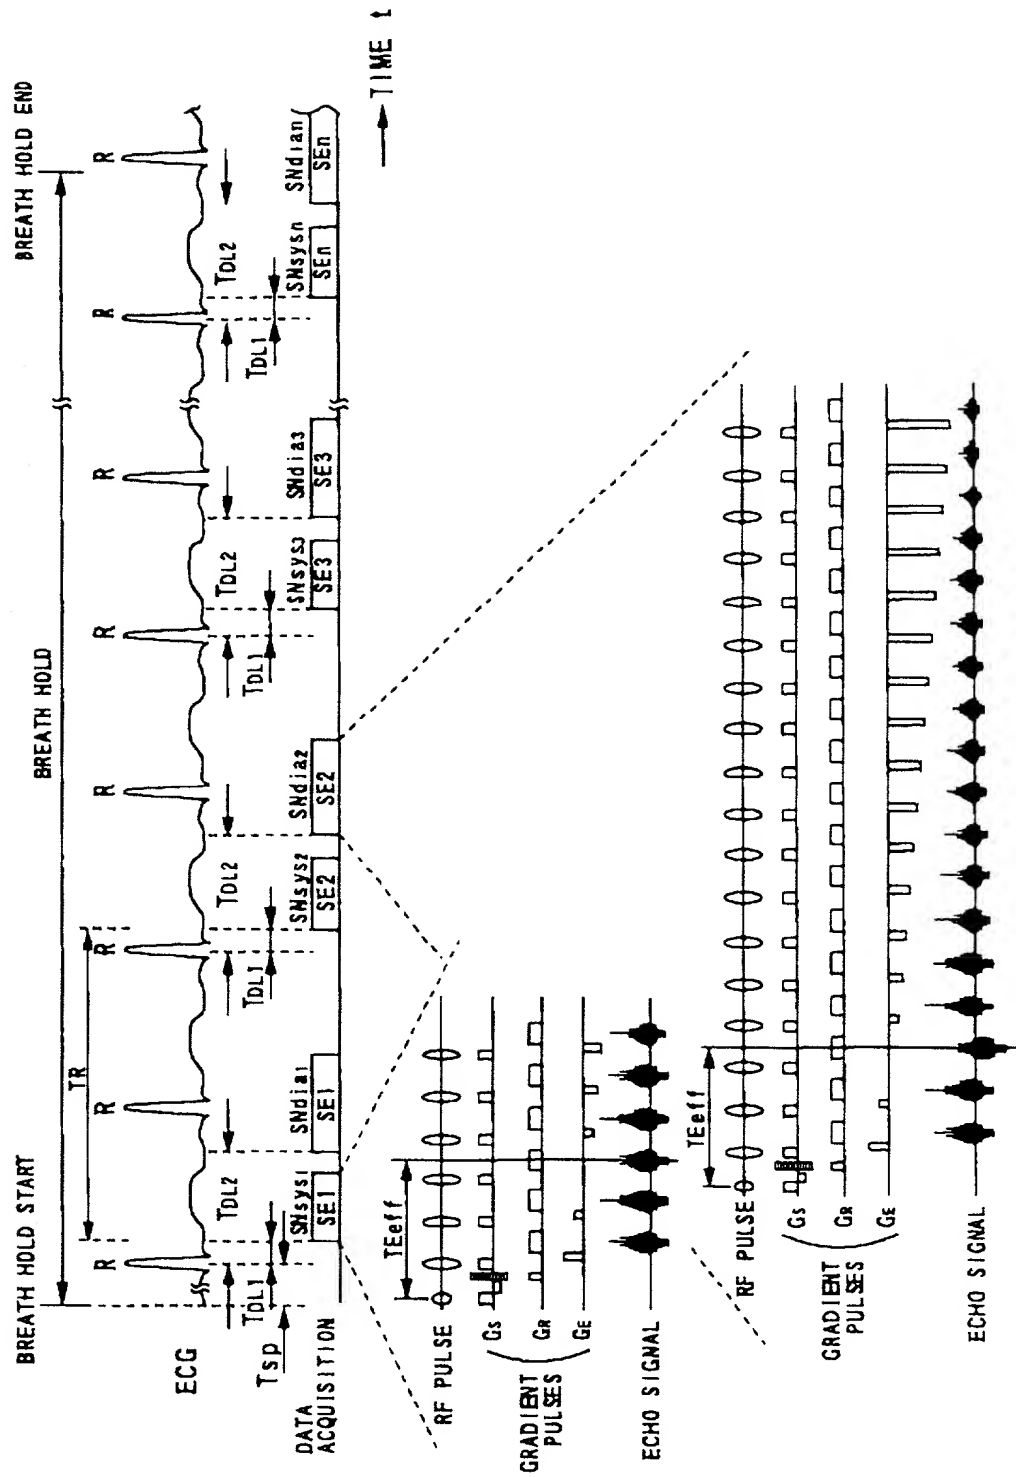 BREATH HOLD START
BREATH HOLD
BREATH HOLD END
TR
ECG
R
R
R
R
R
R
R
R
TDL1
TDL2
TDL1
TDL2
TDL1
TDL2
TDL1
TDL2
Tsp
DATA ACQUISITION
SNsys1
SE1
SNdia1
SE1
SNsys2
SE2
SNdia2
SE2
SNsys3
SE3
SNdia3
SE3
SNsysn
SEn
SNdian
SEn
TIME t
TEeff
RF PULSE
GS
GR
GE
GRADIENT PULSES
ECHO SIGNAL
TEeff
RF PULSE
GS
GR
GE
GRADIENT PULSES
ECHO SIGNAL